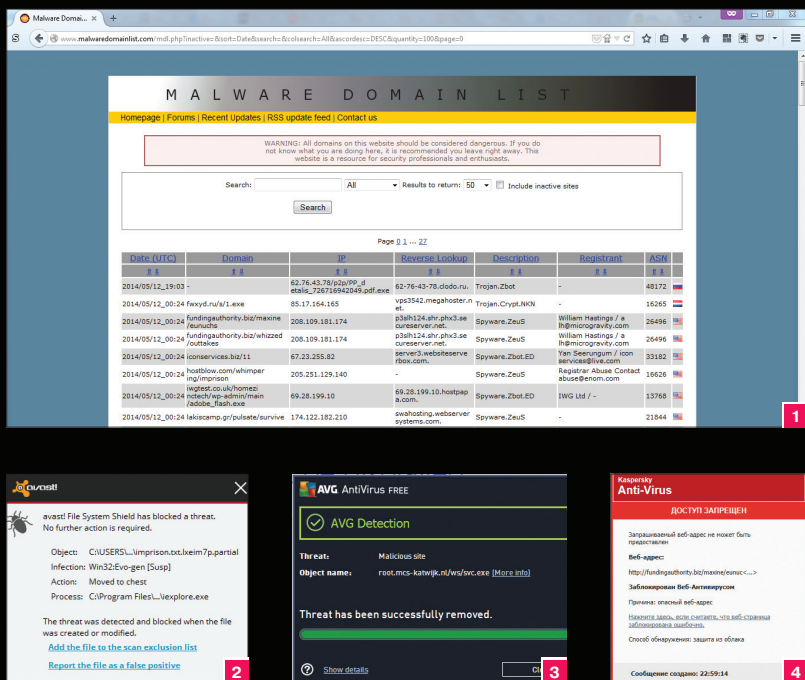 Malware Domai... × +
www.malwaredomainlist.com/mdl.php?inactive=&sort=Date&search=&colsearch=All&ascordesc=DESC&quantity=100&page=0
MALWARE DOMAIN LIST
Homepage | Forums | Recent Updates | RSS update feed | Contact us
WARNING: All domains on this website should be considered dangerous. If you do
not know what you are doing here, it is recommended you leave right away. This
website is a resource for security professionals and enthusiasts.
Search: All Results to return: 50 Include inactive sites
Search
Page 0 1 ... 27
Date (UTC) Domain IP Reverse Lookup Description Registrant ASN
2014/05/12_19:03 - 62.76.43.78/p2p/PP_d
etalis_726716942049.pdf.exe 62-76-43-78.clodo.ru. Trojan.Zbot - 48172
2014/05/12_00:24 fwxyd.ru/s/1.exe 85.17.164.165 vps3542.megahoster.n
et. Trojan.Crypt.NKN - 16265
2014/05/12_00:24 fundingauthority.biz/maxine
/eunuchs 208.109.181.174 p3slh124.shr.phx3.se
cureserver.net. Spyware.ZeuS William Hastings / a
lh@microgravity.com 26496
2014/05/12_00:24 fundingauthority.biz/whizzed
/outtakes 208.109.181.174 p3slh124.shr.phx3.se
cureserver.net. Spyware.ZeuS William Hastings / a
lh@microgravity.com 26496
2014/05/12_00:24 iconservices.biz/11 67.23.255.82 server3.websiteserve
rbox.com. Spyware.Zbot.ED Yan Seerungum / icon
services@live.com 33182
2014/05/12_00:24 hostblow.com/whimper
ing/imprison 205.251.129.140 - Spyware.ZeuS Registrar Abuse Contact
abuse@enom.com 16626
2014/05/12_00:24 iwgtest.co.uk/homezi
nctech/wp-admin/main
/adobe_flash.exe 69.28.199.10 69.28.199.10.hostpap
a.com. Spyware.Zbot.ED IWG Ltd / - 13768
2014/05/12_00:24 lakiscamp.gr/pulsate/survive 174.122.182.210 swahosting.webserver
systems.com. Spyware.ZeuS - 21844
1
avast!
avast! File System Shield has blocked a threat.
No further action is required.
Object: C:\USERS\...\imprison.txt.lxeim7p.partial
Infection: Win32:Evo-gen [Susp]
Action: Moved to chest
Process: C:\Program Files\...\iexplore.exe
The threat was detected and blocked when the file
was created or modified.
Add the file to the scan exclusion list
Report the file as a false positive
2
AVG AntiVirus FREE
AVG Detection
Threat: Malicious site
Object name: root.mcs-katwijk.nl/ws/svc.exe [More info]
Threat has been successfully removed.
Show details
3
Kaspersky
Anti-Virus
ДОСТУП ЗАПРЕЩЕН
Запрашиваемый веб-адрес не может быть
предоставлен
Веб-адрес:
http://fundingauthority.biz/maxine/eunuc<...>
Заблокирован Веб-Антивирусом
Причина: опасный веб-адрес
Нажмите здесь, если считаете, что веб-страница
заблокирована ошибочно.
Способ обнаружения: защита из облака
Сообщение создано: 22:59:14
4